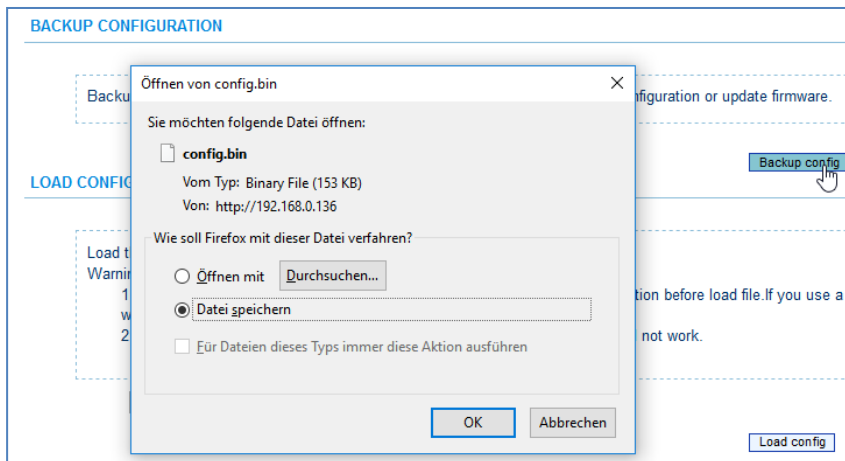 BACKUP CONFIGURATION
Öffnen von config.bin
Backu
nfiguration or update firmware.
Sie möchten folgende Datei öffnen:
config.bin
Vom Typ: Binary File (153 KB)
Von: http://192.168.0.136
Backup config
LOAD CONFIG
Wie soll Firefox mit dieser Datei verfahren?
Load t
Warnin
Öffnen mit Durchsuchen...
1
tion before load file.If you use a
Datei speichern
w
2
not work.
Für Dateien dieses Typs immer diese Aktion ausführen
OK Abbrechen
Load config